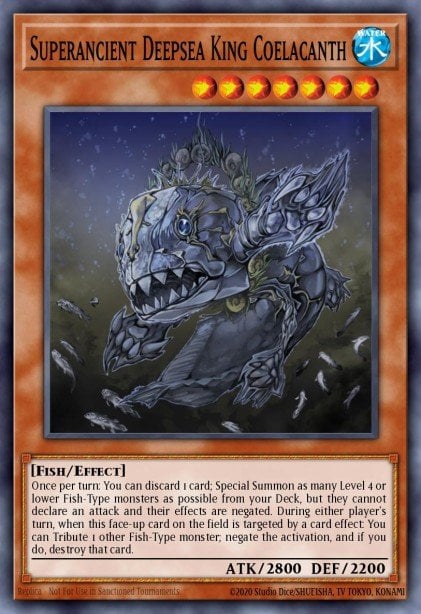 SUPERANCIENT DEEPSEA KING COELACANTH
WATER
水
[FISH/EFFECT]
Once per turn: You can discard 1 card; Special Summon as many Level 4 or
lower Fish-Type monsters as possible from your Deck, but they cannot
declare an attack and their effects are negated. During either player's
turn, when this face-up card on the field is targeted by a card effect: You
can Tribute 1 other Fish-Type monster; negate the activation, and if you
do, destroy that card.
ATK/2800 DEF/2200
Replica - Not For Use in Sanctioned Tournaments
©2020 Studio Dice/SHUEISHA, TV TOKYO, KONAMI